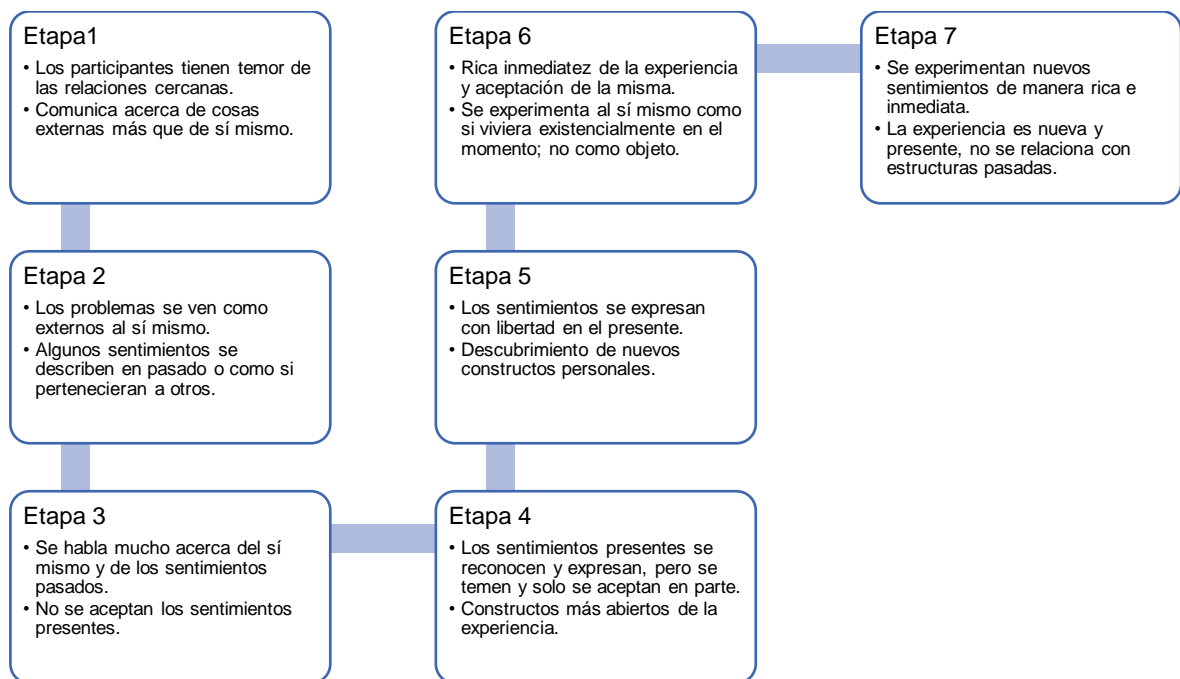 Etapa1
• Los participantes tienen temor de
las relaciones cercanas.
• Comunica acerca de cosas
externas más que de sí mismo.
Etapa 2
• Los problemas se ven como
externos al sí mismo.
• Algunos sentimientos se
describen en pasado o como si
pertenecieran a otros.
Etapa 3
• Se habla mucho acerca del sí
mismo y de los sentimientos
pasados.
• No se aceptan los sentimientos
presentes.
Etapa 4
• Los sentimientos presentes se
reconocen y expresan, pero se
temen y solo se aceptan en parte.
• Constructos más abiertos de la
experiencia.
Etapa 5
• Los sentimientos se expresan
con libertad en el presente.
• Descubrimiento de nuevos
constructos personales.
Etapa 6
• Rica inmediatez de la experiencia
y aceptación de la misma.
• Se experimenta al sí mismo como
si viviera existencialmente en el
momento; no como objeto.
Etapa 7
• Se experimentan nuevos
sentimientos de manera rica e
inmediata.
• La experiencia es nueva y
presente, no se relaciona con
estructuras pasadas.